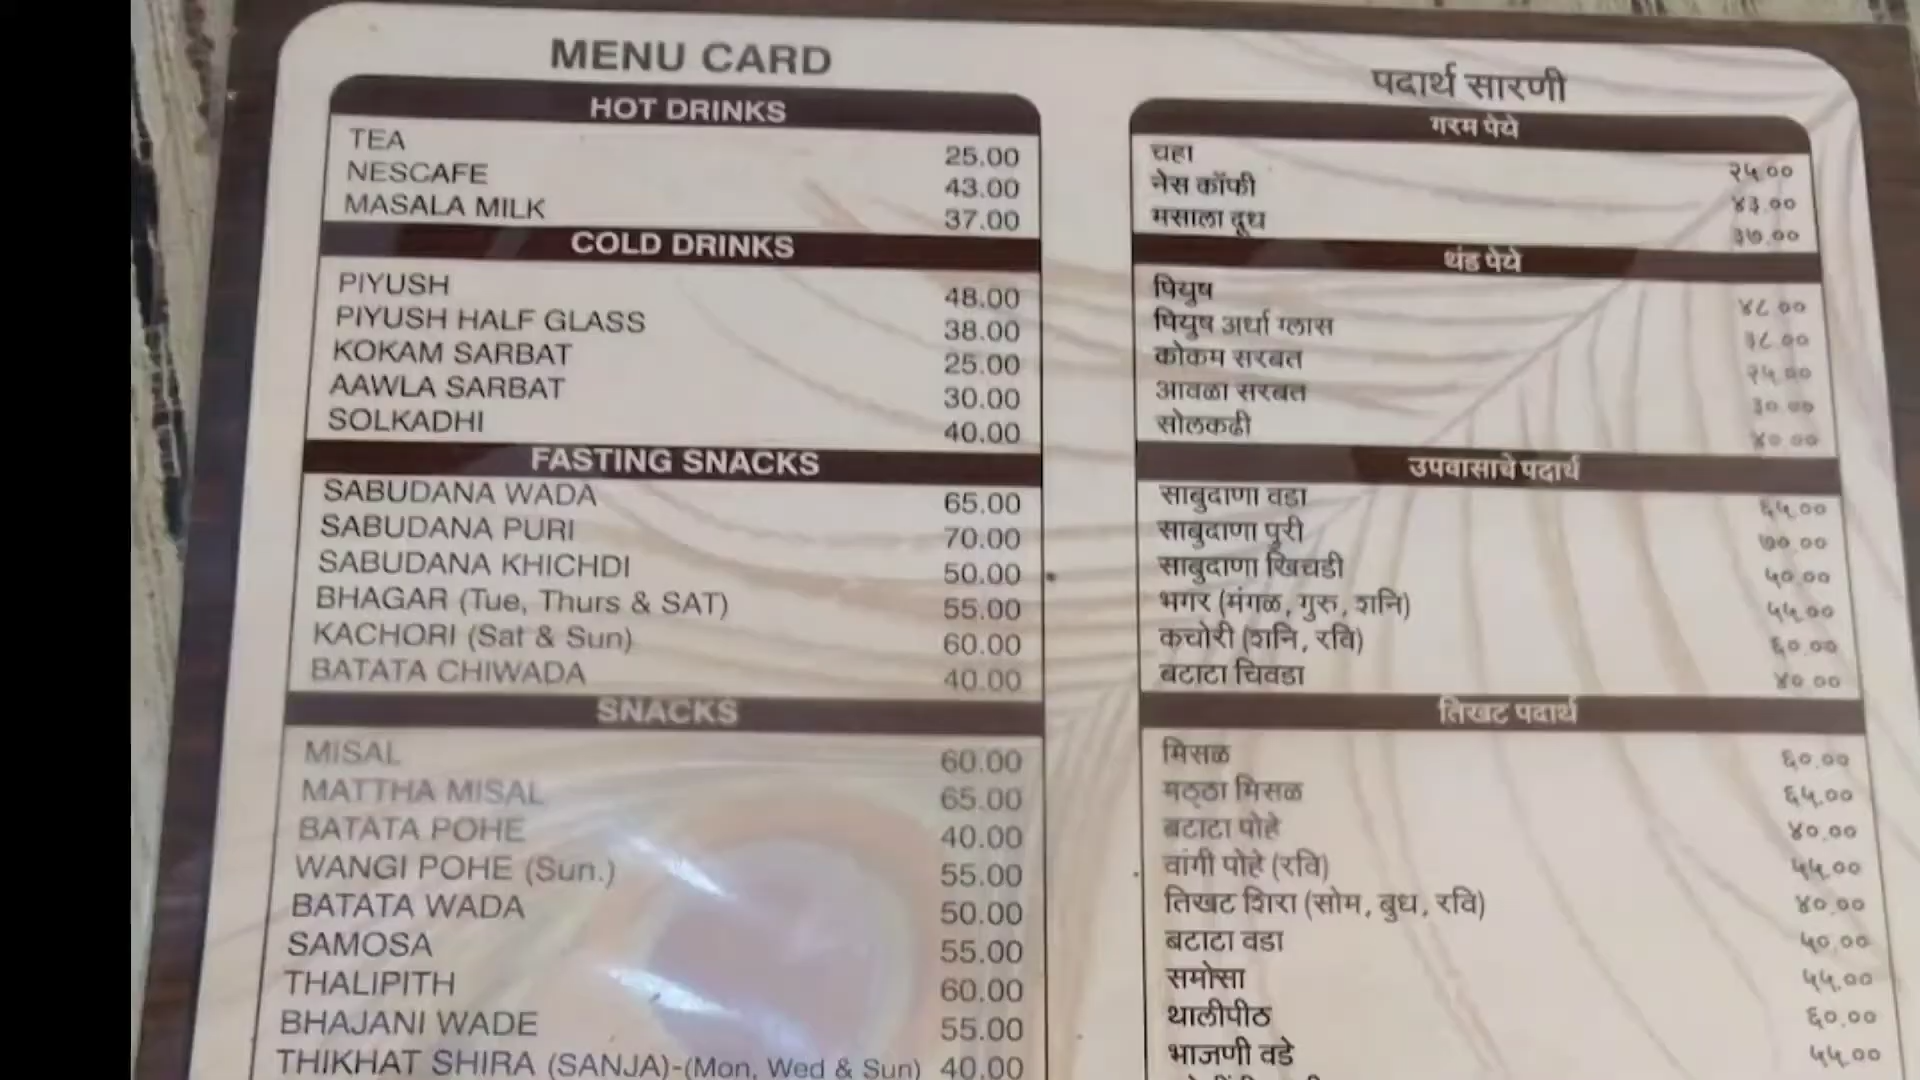 MENU CARD
HOT DRINKS
TEA 25.00
NESCAFE 43.00
MASALA MILK 37.00
COLD DRINKS
PIYUSH 48.00
PIYUSH HALF GLASS 38.00
KOKAM SARBAT 25.00
AAWLA SARBAT 30.00
SOLKADHI 40.00
FASTING SNACKS
SABUDANA WADA 65.00
SABUDANA PURI 70.00
SABUDANA KHICHDI 50.00
BHAGAR (Tue, Thurs & SAT) 55.00
KACHORI (Sat & Sun) 60.00
BATATA CHIWADA 40.00
SNACKS
MISAL 60.00
MATTHA MISAL 65.00
BATATA POHE 40.00
WANGI POHE (Sun.) 55.00
BATATA WADA 50.00
SAMOSA 55.00
THALIPITH 60.00
BHAJANI WADE 55.00
THIKHAT SHIRA (SANJA)-(Mon, Wed & Sun) 40.00
पदार्थ सारणी
गरम पेये
चहा २५.००
नेस कॉफी ४३.००
मसाला दूध ३७.००
थंड पेये
पियुष ४८.००
पियुष अर्धा ग्लास ३८.००
कोकम सरबत २५.००
आवळा सरबत ३०.००
सोलकढी ४०.००
उपवासाचे पदार्थ
साबुदाणा वडा ६५.००
साबुदाणा पुरी ७०.००
साबुदाणा खिचडी ५०.००
भगर (मंगळ, गुरु, शनि) ५५.००
कचोरी (शनि, रवि) ६०.००
बटाटा चिवडा ४०.००
तिखट पदार्थ
मिसळ ६०.००
मठ्ठा मिसळ ६५.००
बटाटा पोहे ४०.००
वांगी पोहे (रवि) ५५.००
तिखट शिरा (सोम, बुध, रवि) ४०.००
बटाटा वडा ५०.००
समोसा ५५.००
थालीपीठ ६०.००
भाजणी वडे ५५.००